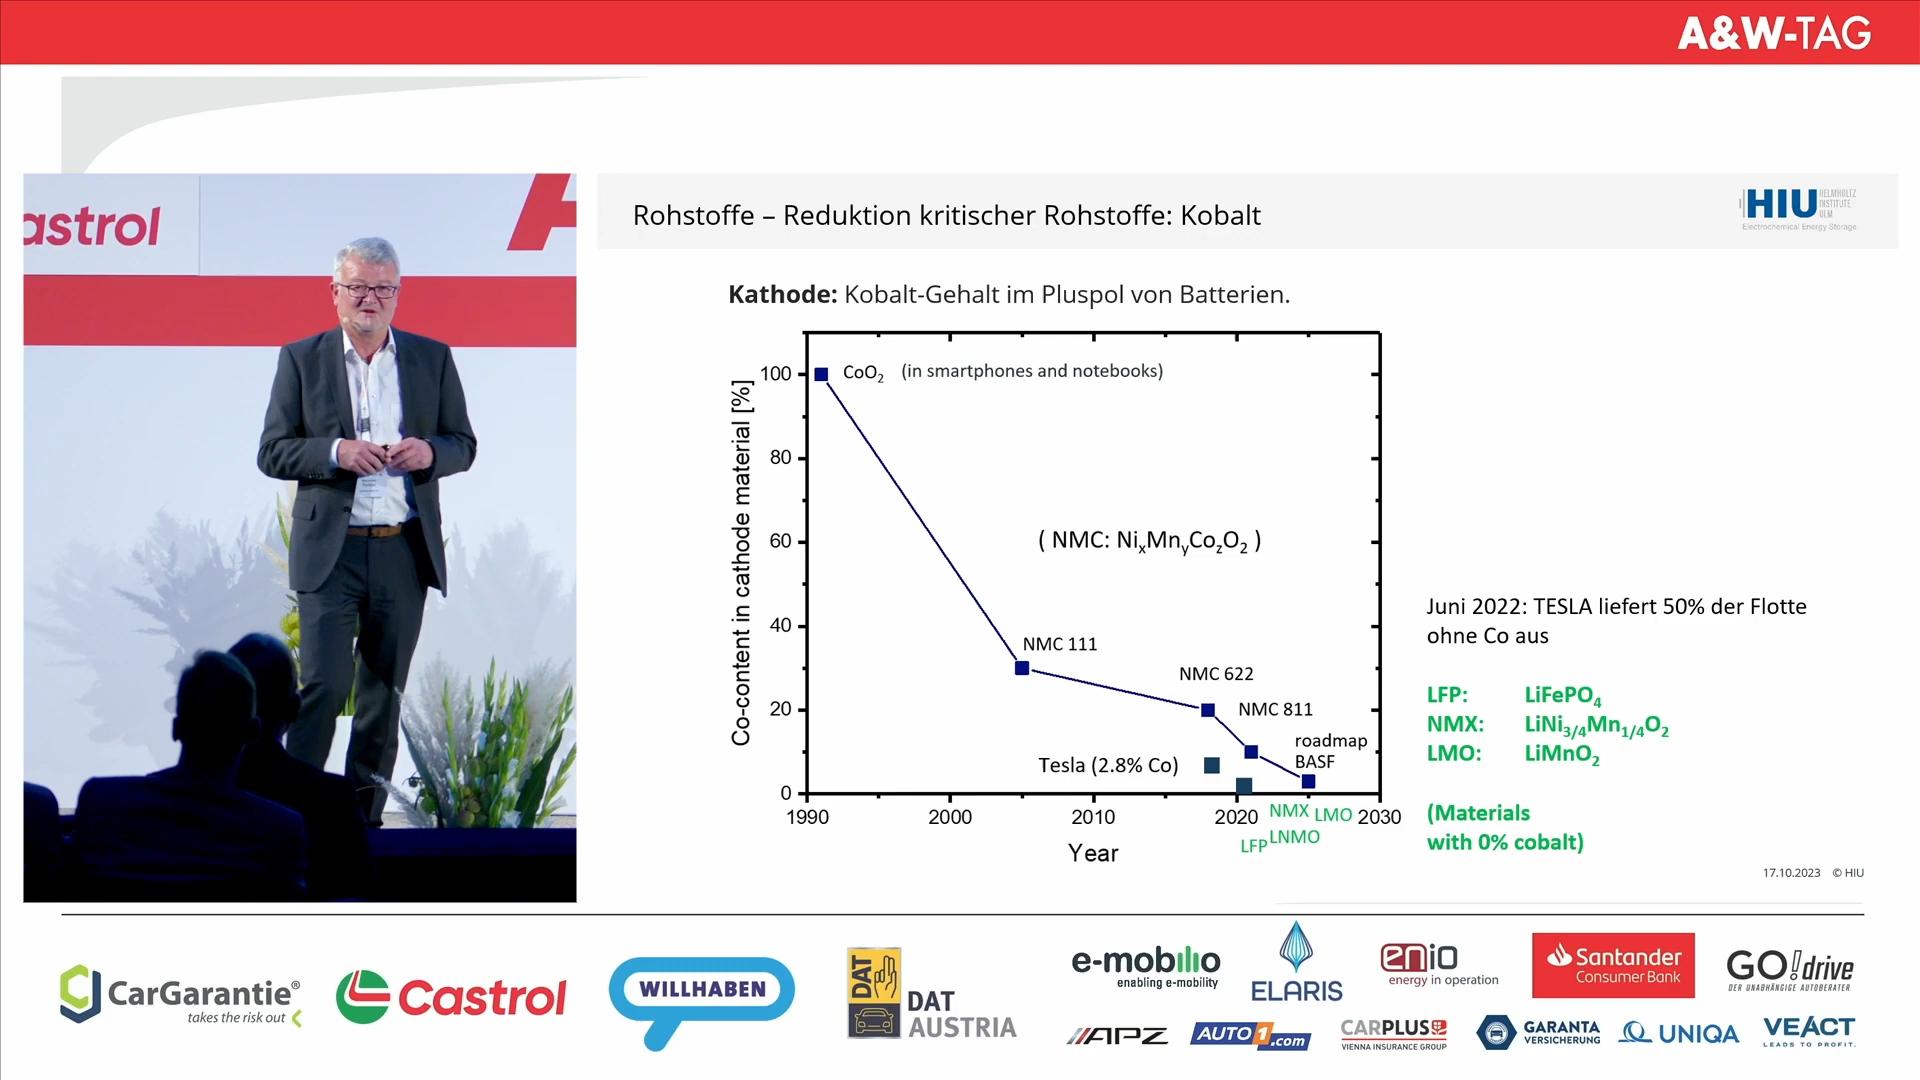 A&W-TAG
astrol
Rohstoffe – Reduktion kritischer Rohstoffe: Kobalt
HIU
HELMHOLTZ
INSTITUTE
ULM
Electrochemical Energy Storage
Kathode: Kobalt-Gehalt im Pluspol von Batterien.
Co-content in cathode material [%]
100
80
60
40
20
0
CoO₂ (in smartphones and notebooks)
( NMC: NiₓMnᵧCo𝓏O₂ )
NMC 111
NMC 622
NMC 811
roadmap
BASF
Tesla (2.8% Co)
1990
2000
2010
2020
2030
NMX
LMO
LNMO
LFP
Year
Juni 2022: TESLA liefert 50% der Flotte
ohne Co aus
LFP: LiFePO₄
NMX: LiNi₃/₄Mn₁/₄O₂
LMO: LiMnO₂
(Materials
with 0% cobalt)
17.10.2023 © HIU
CarGarantie®
takes the risk out
Castrol
WILLHABEN
DAT
DAT
AUSTRIA
e-mobilio
enabling e-mobility
ELARIS
enio
energy in operation
Santander
Consumer Bank
GO!drive
DER UNABHÄNGIGE AUTOBERATER
APZ
AUTO1.com
CARPLUS
VIENNA INSURANCE GROUP
GARANTA
VERSICHERUNG
UNIQA
VEACT
LEADS TO PROFIT.